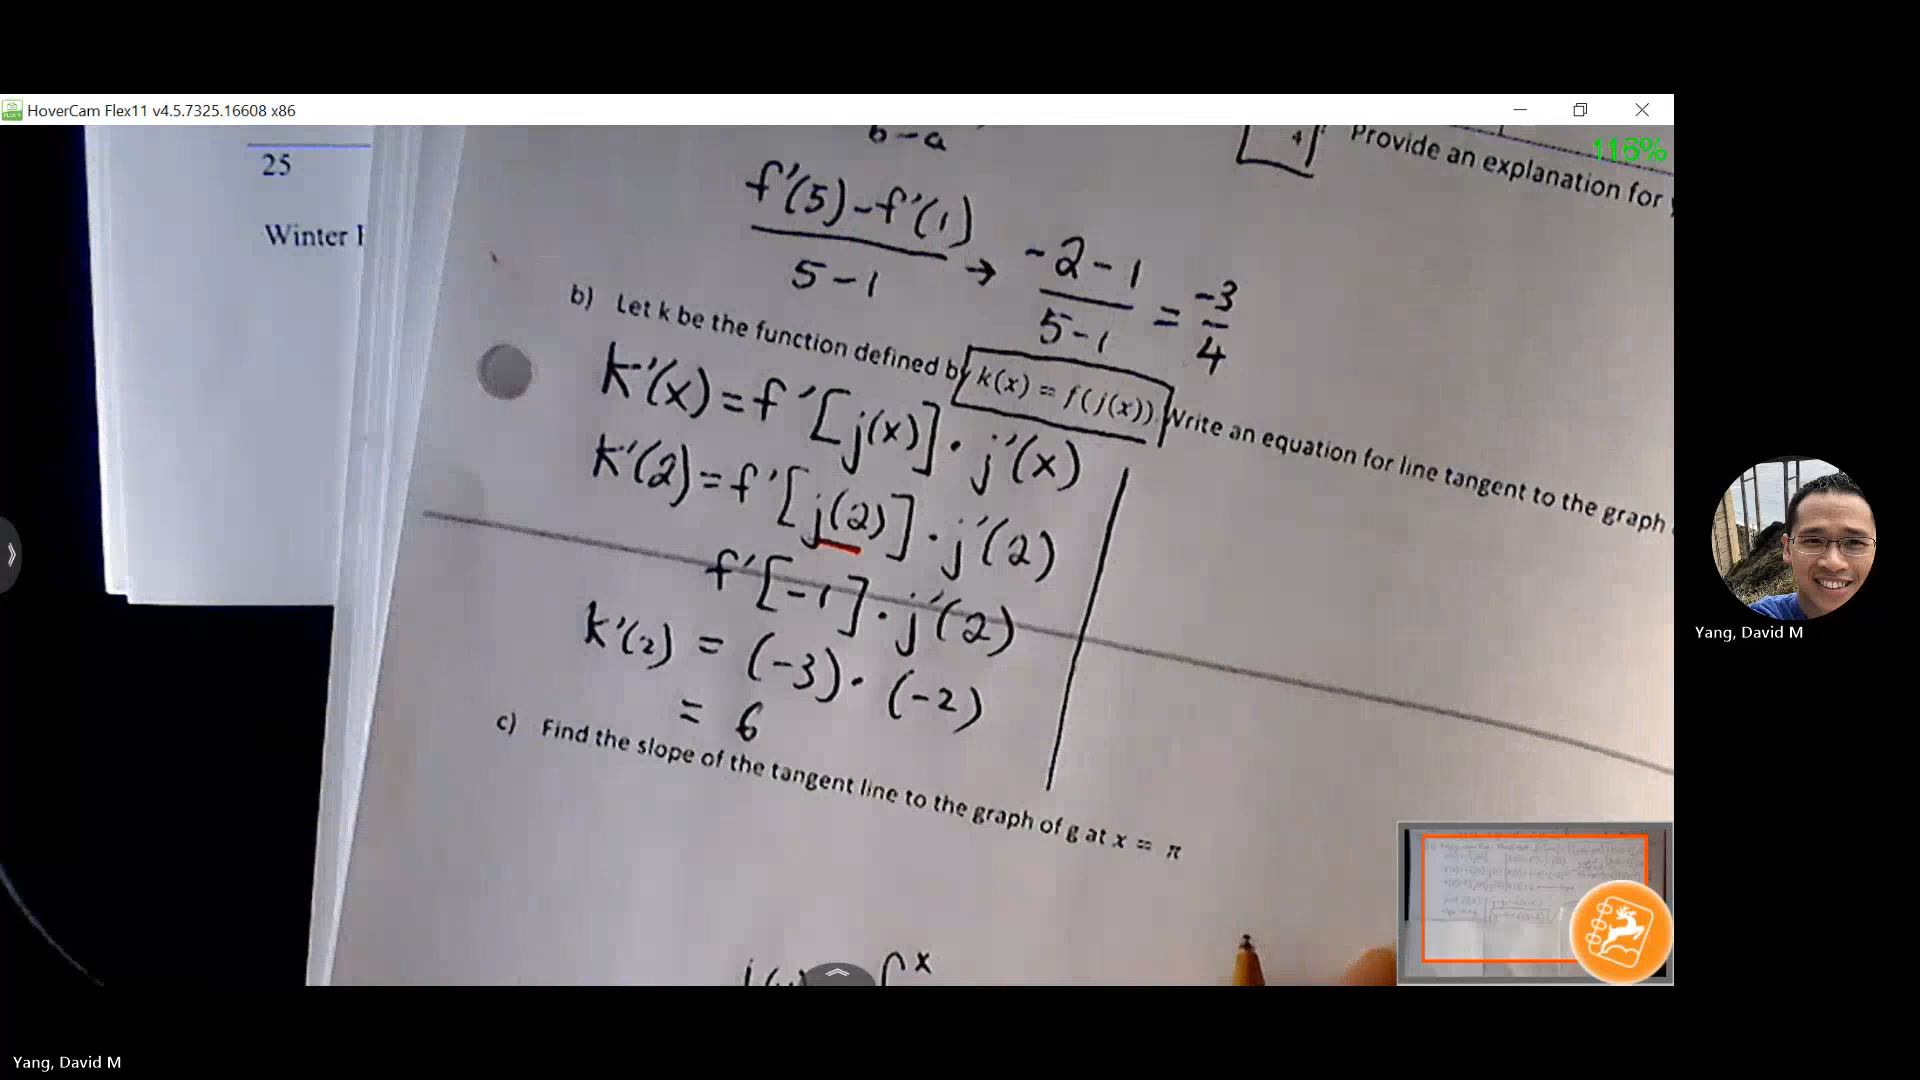 HoverCam Flex11 v4.5.7325.16608 x86
116%
25
Winter
b-a
4
Provide an explanation for
f'(5)-f'(1)
5-1
→ -2-1
5-1
= -3
4
b) Let k be the function defined by k(x) = f(j(x)). Write an equation for line tangent to the graph
k'(x)=f'[j(x)]·j'(x)
k'(2)=f'[j(2)]·j'(2)
f'[-1]·j'(2)
k'(2) = (-3)·(-2)
= 6
c) Find the slope of the tangent line to the graph of g at x = π
x
Yang, David M
Yang, David M